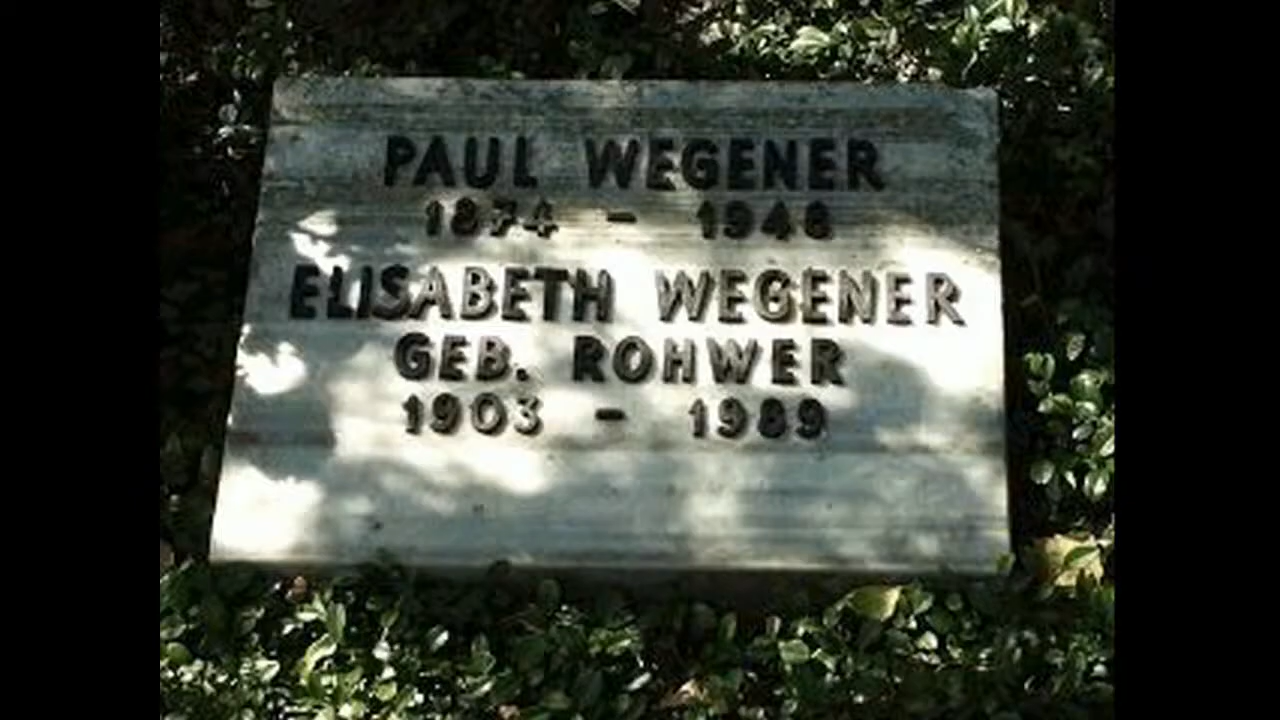 PAUL WEGENER
1874 - 1948
ELISABETH WEGENER
GEB. ROHWER
1903 - 1989